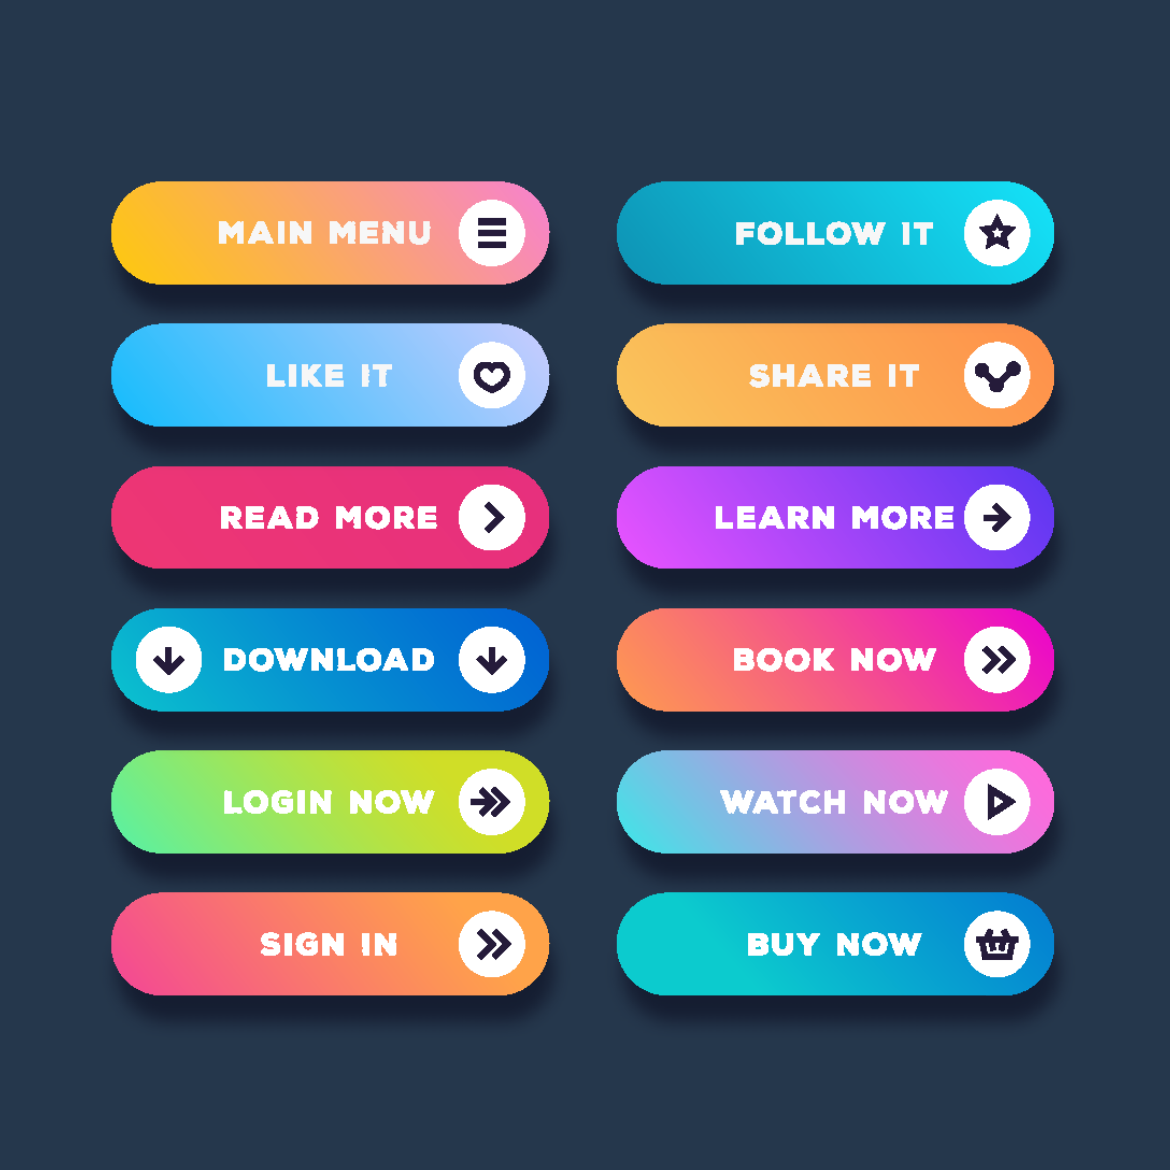 MAIN MENU
FOLLOW IT
LIKE IT
SHARE IT
READ MORE
LEARN MORE
DOWNLOAD
BOOK NOW
LOGIN NOW
WATCH NOW
SIGN IN
BUY NOW